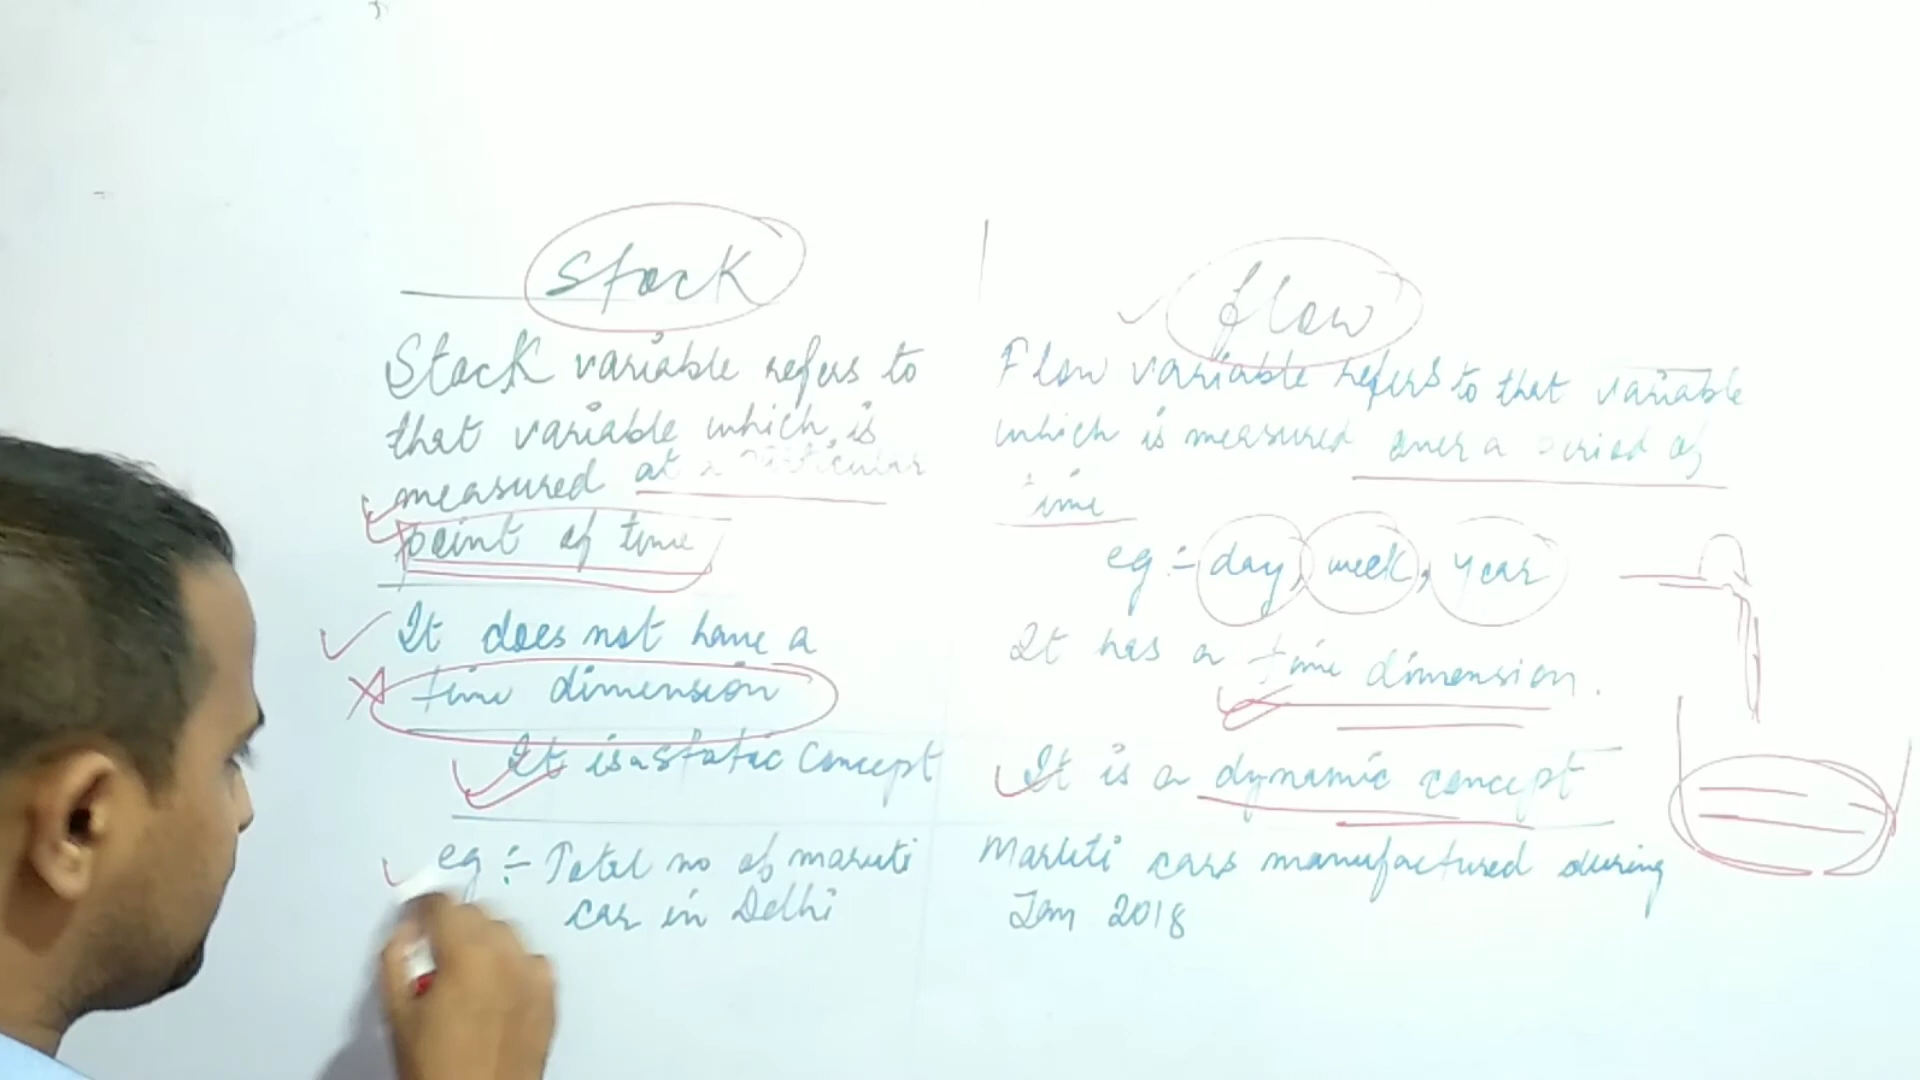 Stock
Stock variable refers to
that variable which is
measured at a particular
point of time
It does not have a
time dimension
It is a static concept
eg :- Total no of maruti
car in Delhi
flow
Flow variable refers to that variable
which is measured over a period of
time
eg :- day, week, year
It has a time dimension.
It is a dynamic concept
Maruti cars manufactured during
Jan 2018